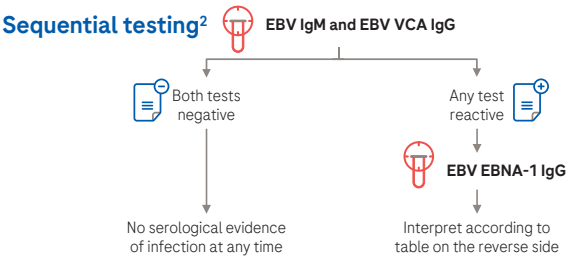 Sequential testing²
EBV IgM and EBV VCA IgG
Both tests
negative
Any test
reactive
EBV EBNA-1 IgG
No serological evidence
of infection at any time
Interpret according to
table on the reverse side